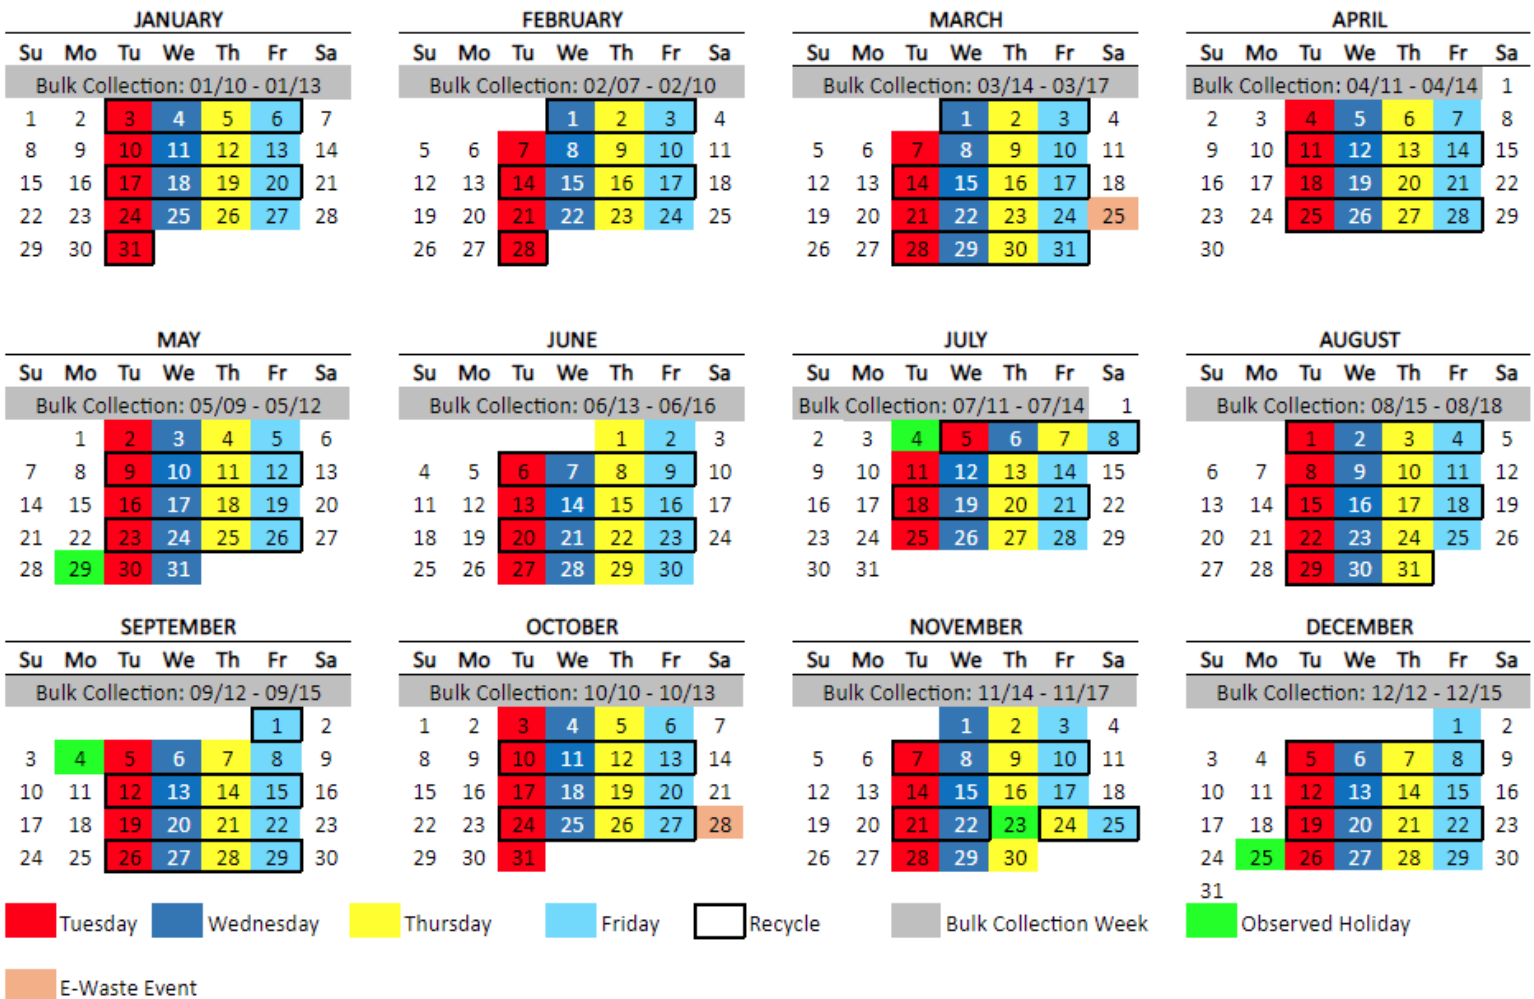 JANUARY FEBRUARY MARCH APRIL
Su Mo Tu We Th Fr Sa Su Mo Tu We Th Fr Sa Su Mo Tu We Th Fr Sa Su Mo Tu We Th Fr Sa
Bulk Collection: 01/10 - 01/13 Bulk Collection: 02/07 - 02/10 Bulk Collection: 03/14 - 03/17 Bulk Collection: 04/11 - 04/14 1
1 2 3 4 5 6 7 1 2 3 4 1 2 3 4 2 3 4 5 6 7 8
8 9 10 11 12 13 14 5 6 7 8 9 10 11 5 6 7 8 9 10 11 9 10 11 12 13 14 15
15 16 17 18 19 20 21 12 13 14 15 16 17 18 12 13 14 15 16 17 18 16 17 18 19 20 21 22
22 23 24 25 26 27 28 19 20 21 22 23 24 25 19 20 21 22 23 24 25 23 24 25 26 27 28 29
29 30 31 26 27 28 26 27 28 29 30 31 30
MAY JUNE JULY AUGUST
Su Mo Tu We Th Fr Sa Su Mo Tu We Th Fr Sa Su Mo Tu We Th Fr Sa Su Mo Tu We Th Fr Sa
Bulk Collection: 05/09 - 05/12 Bulk Collection: 06/13 - 06/16 Bulk Collection: 07/11 - 07/14 1 Bulk Collection: 08/15 - 08/18
1 2 3 4 5 6 1 2 3 2 3 4 5 6 7 8 1 2 3 4 5
7 8 9 10 11 12 13 4 5 6 7 8 9 10 9 10 11 12 13 14 15 6 7 8 9 10 11 12
14 15 16 17 18 19 20 11 12 13 14 15 16 17 16 17 18 19 20 21 22 13 14 15 16 17 18 19
21 22 23 24 25 26 27 18 19 20 21 22 23 24 23 24 25 26 27 28 29 20 21 22 23 24 25 26
28 29 30 31 25 26 27 28 29 30 30 31 27 28 29 30 31
SEPTEMBER OCTOBER NOVEMBER DECEMBER
Su Mo Tu We Th Fr Sa Su Mo Tu We Th Fr Sa Su Mo Tu We Th Fr Sa Su Mo Tu We Th Fr Sa
Bulk Collection: 09/12 - 09/15 Bulk Collection: 10/10 - 10/13 Bulk Collection: 11/14 - 11/17 Bulk Collection: 12/12 - 12/15
1 2 1 2 3 4 5 6 7 1 2 3 4 1 2
3 4 5 6 7 8 9 8 9 10 11 12 13 14 5 6 7 8 9 10 11 3 4 5 6 7 8 9
10 11 12 13 14 15 16 15 16 17 18 19 20 21 12 13 14 15 16 17 18 10 11 12 13 14 15 16
17 18 19 20 21 22 23 22 23 24 25 26 27 28 19 20 21 22 23 24 25 17 18 19 20 21 22 23
24 25 26 27 28 29 30 29 30 31 26 27 28 29 30 24 25 26 27 28 29 30
31
Tuesday Wednesday Thursday Friday Recycle Bulk Collection Week Observed Holiday
E-Waste Event